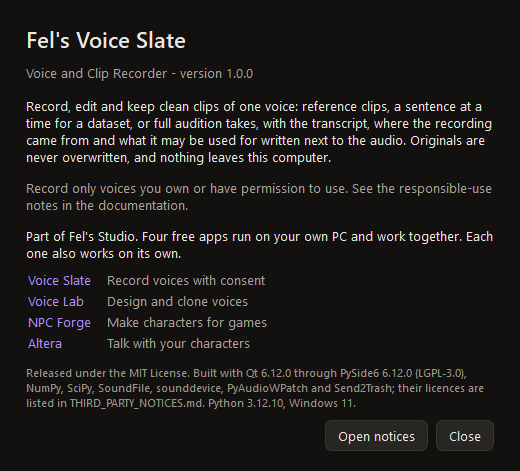 Fel's Voice Slate
Voice and Clip Recorder - version 1.0.0
Record, edit and keep clean clips of one voice: reference clips, a sentence at a
time for a dataset, or full audition takes, with the transcript, where the recording
came from and what it may be used for written next to the audio. Originals are
never overwritten, and nothing leaves this computer.
Record only voices you own or have permission to use. See the responsible-use
notes in the documentation.
Part of Fel's Studio. Four free apps run on your own PC and work together. Each
one also works on its own.
Voice Slate Record voices with consent
Voice Lab Design and clone voices
NPC Forge Make characters for games
Altera Talk with your characters
Released under the MIT License. Built with Qt 6.12.0 through PySide6 6.12.0 (LGPL-3.0),
NumPy, SciPy, SoundFile, sounddevice, PyAudioWPatch and Send2Trash; their licences are
listed in THIRD_PARTY_NOTICES.md. Python 3.12.10, Windows 11.
Open notices Close